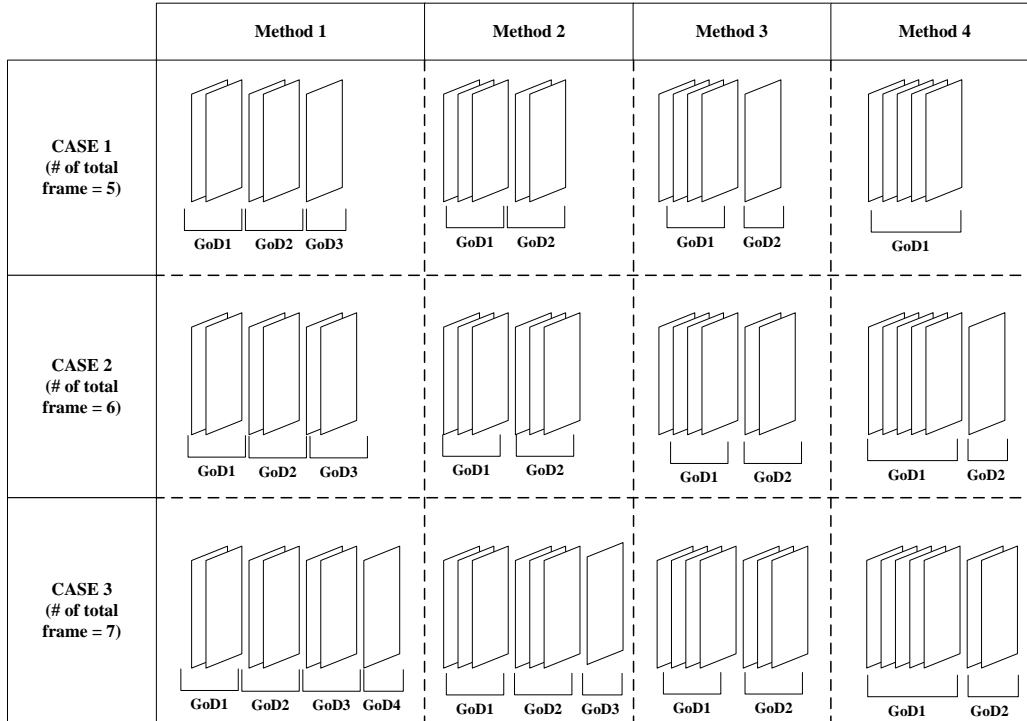 Method 1 Method 2 Method 3 Method 4
CASE 1
(# of total
frame = 5)
GoD1 GoD2 GoD3 GoD1 GoD2 GoD1 GoD2 GoD1
CASE 2
(# of total
frame = 6)
GoD1 GoD2 GoD3 GoD1 GoD2 GoD1 GoD2 GoD1 GoD2
CASE 3
(# of total
frame = 7)
GoD1 GoD2 GoD3 GoD4 GoD1 GoD2 GoD3 GoD1 GoD2 GoD1 GoD2